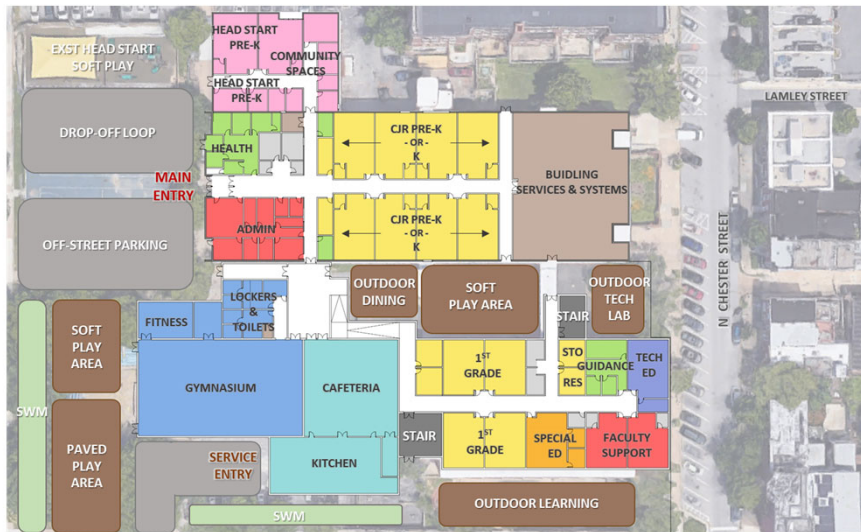 HEAD START
PRE-K
COMMUNITY
SPACES
EXST HEAD START
SOFT PLAY
HEAD START
PRE-K
LAMLEY STREET
DROP-OFF LOOP
HEALTH
CJR PRE-K
- OR -
K
MAIN
ENTRY
BUIDLING
SERVICES & SYSTEMS
OFF-STREET PARKING
ADMIN
CJR PRE-K
- OR -
K
N CHESTER STREET
OUTDOOR
DINING
SOFT
PLAY AREA
OUTDOOR
TECH
LAB
LOCKERS
&
TOILETS
FITNESS
STAIR
SOFT
PLAY
AREA
1ST
GRADE
STO
RES
GUIDANCE
TECH
ED
GYMNASIUM
CAFETERIA
SWM
PAVED
PLAY
AREA
SERVICE
ENTRY
KITCHEN
STAIR
1ST
GRADE
SPECIAL
ED
FACULTY
SUPPORT
OUTDOOR LEARNING
SWM